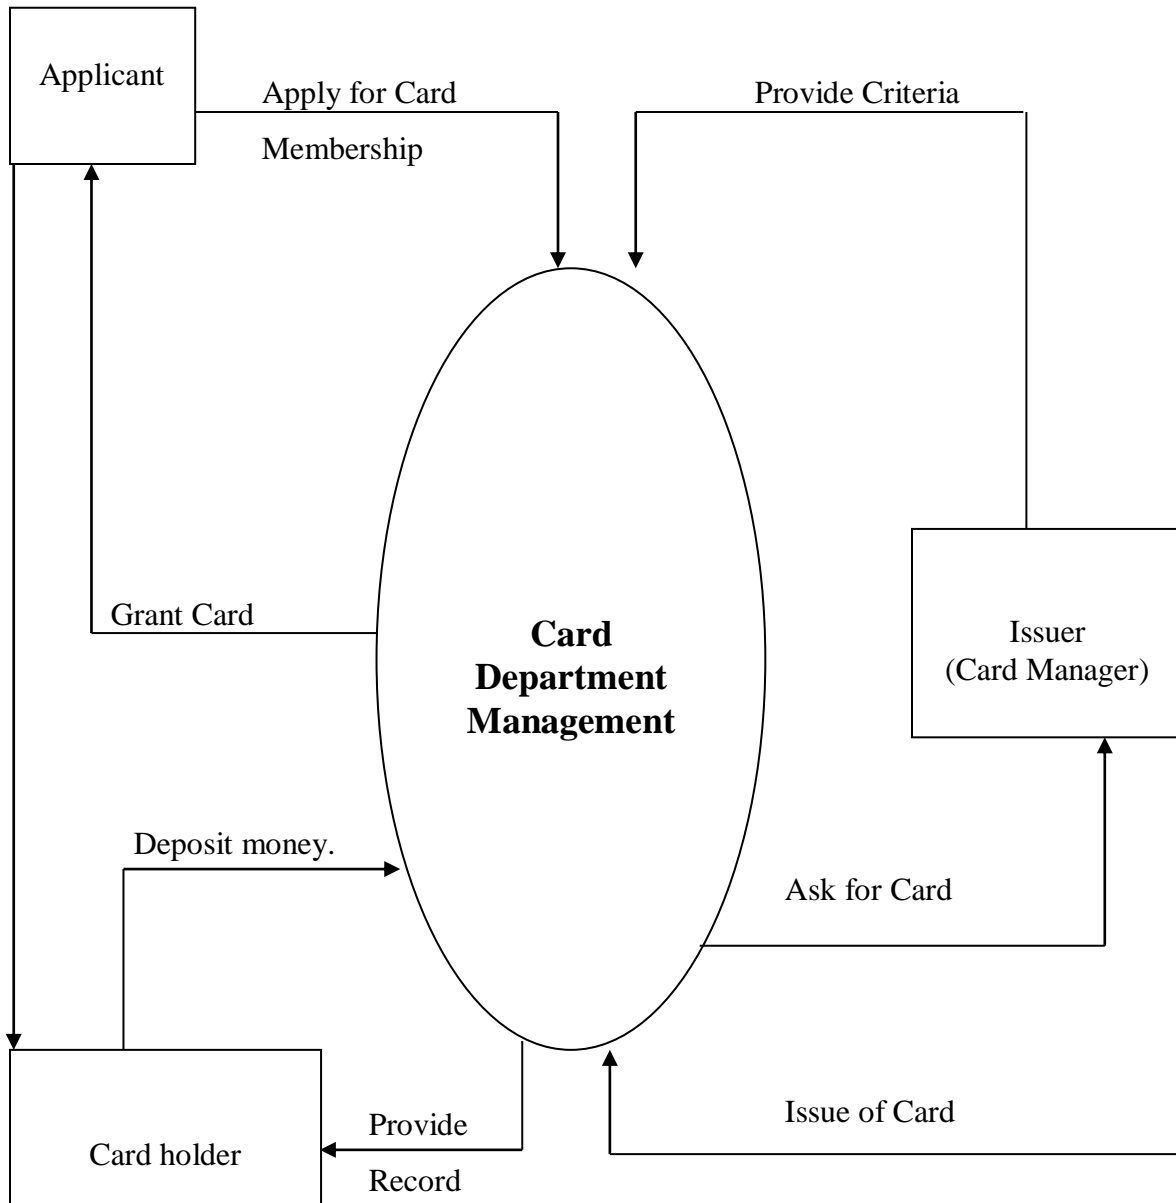 Applicant
Apply for Card
Membership
Provide Criteria
Grant Card
Card
Department
Management
Issuer
(Card Manager)
Deposit money.
Ask for Card
Issue of Card
Provide
Record
Card holder